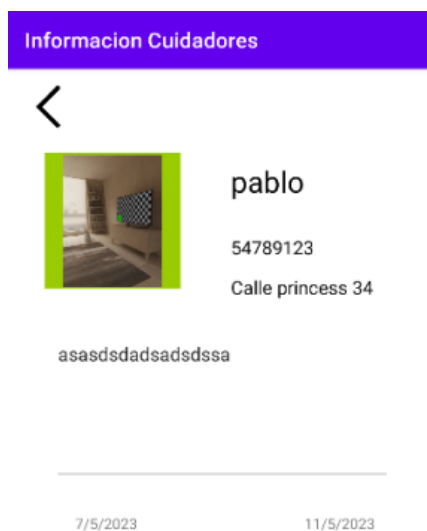 Informacion Cuidadores
pablo
54789123
Calle princess 34
asasdsdadsadsdssa
7/5/2023 11/5/2023